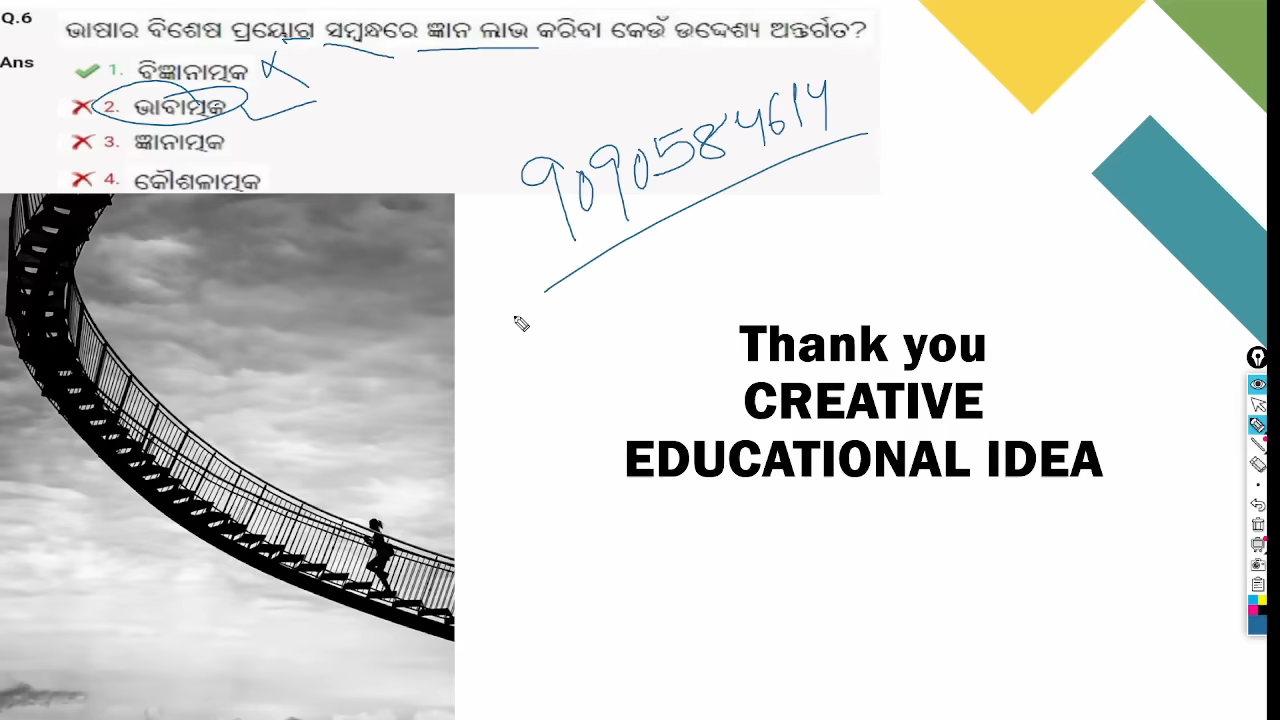 Q.6 ଭାଷାର ବିଶେଷ ପ୍ରୟୋଗ ସମ୍ବନ୍ଧରେ ଜ୍ଞାନ ଲାଭ କରିବା କେଉଁ ଉଦ୍ଦେଶ୍ୟ ଅନ୍ତର୍ଗତ?
Ans 1. ବିଜ୍ଞାନାତ୍ମକ
2. ଭାବାତ୍ମକ
3. ଜ୍ଞାନାତ୍ମକ
4. କୌଶଳାତ୍ମକ
9090584614
Thank you
CREATIVE
EDUCATIONAL IDEA